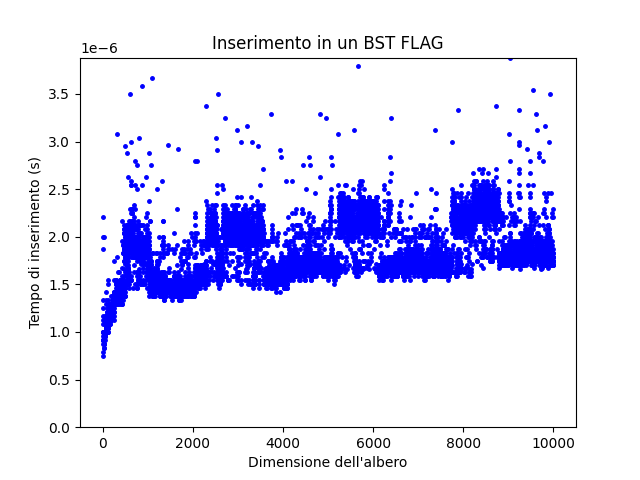 Inserimento in un BST FLAG
1e−6
3.5
3.0
2.5
2.0
1.5
1.0
0.5
0.0
Tempo di inserimento (s)
0 2000 4000 6000 8000 10000
Dimensione dell'albero